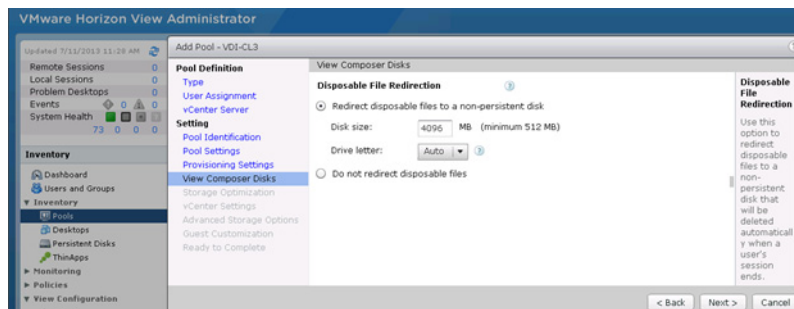 VMware Horizon View Administrator
Updated 7/11/2013 11:28 AM
Remote Sessions 0
Local Sessions 0
Problem Desktops 0
Events 0 0
System Health
73 0 0 0
Inventory
Dashboard
Users and Groups
Inventory
Pools
Desktops
Persistent Disks
ThinApps
Monitoring
Policies
View Configuration
Add Pool - VDI-CL3
Pool Definition
Type
User Assignment
vCenter Server
Setting
Pool Identification
Pool Settings
Provisioning Settings
View Composer Disks
Storage Optimization
vCenter Settings
Advanced Storage Options
Guest Customization
Ready to Complete
View Composer Disks
Disposable File Redirection
Redirect disposable files to a non-persistent disk
Disk size: 4096 MB (minimum 512 MB)
Drive letter: Auto
Do not redirect disposable files
Disposable
File
Redirection
Use this
option to
redirect
disposable
files to a
non-
persistent
disk that
will be
deleted
automaticall
y when a
user's
session
ends.
< Back Next > Cancel